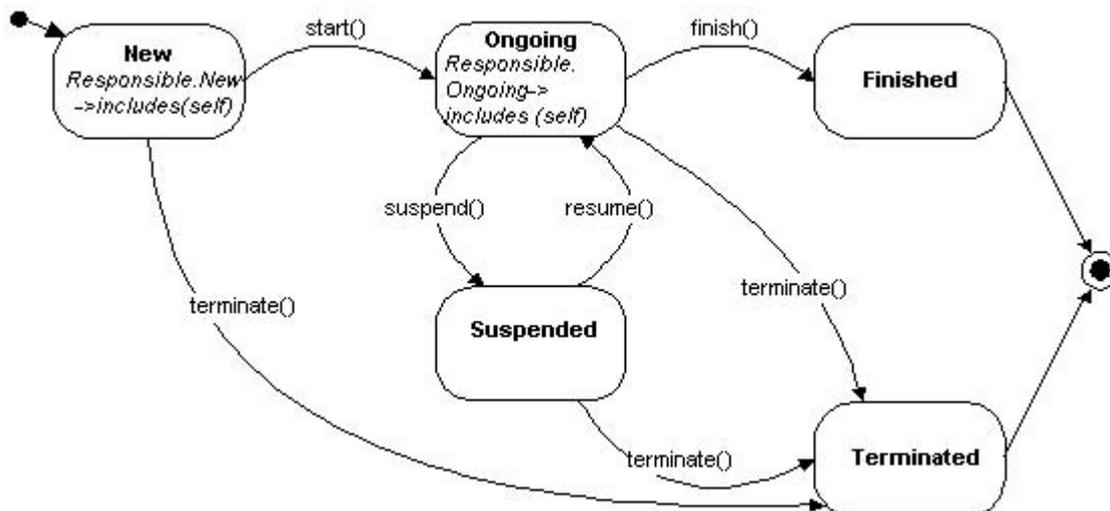 start()
finish()
New
Responsible.New
->includes(self)
Ongoing
Responsible.
Ongoing->
includes (self)
Finished
suspend()
resume()
terminate()
terminate()
Suspended
terminate()
Terminated